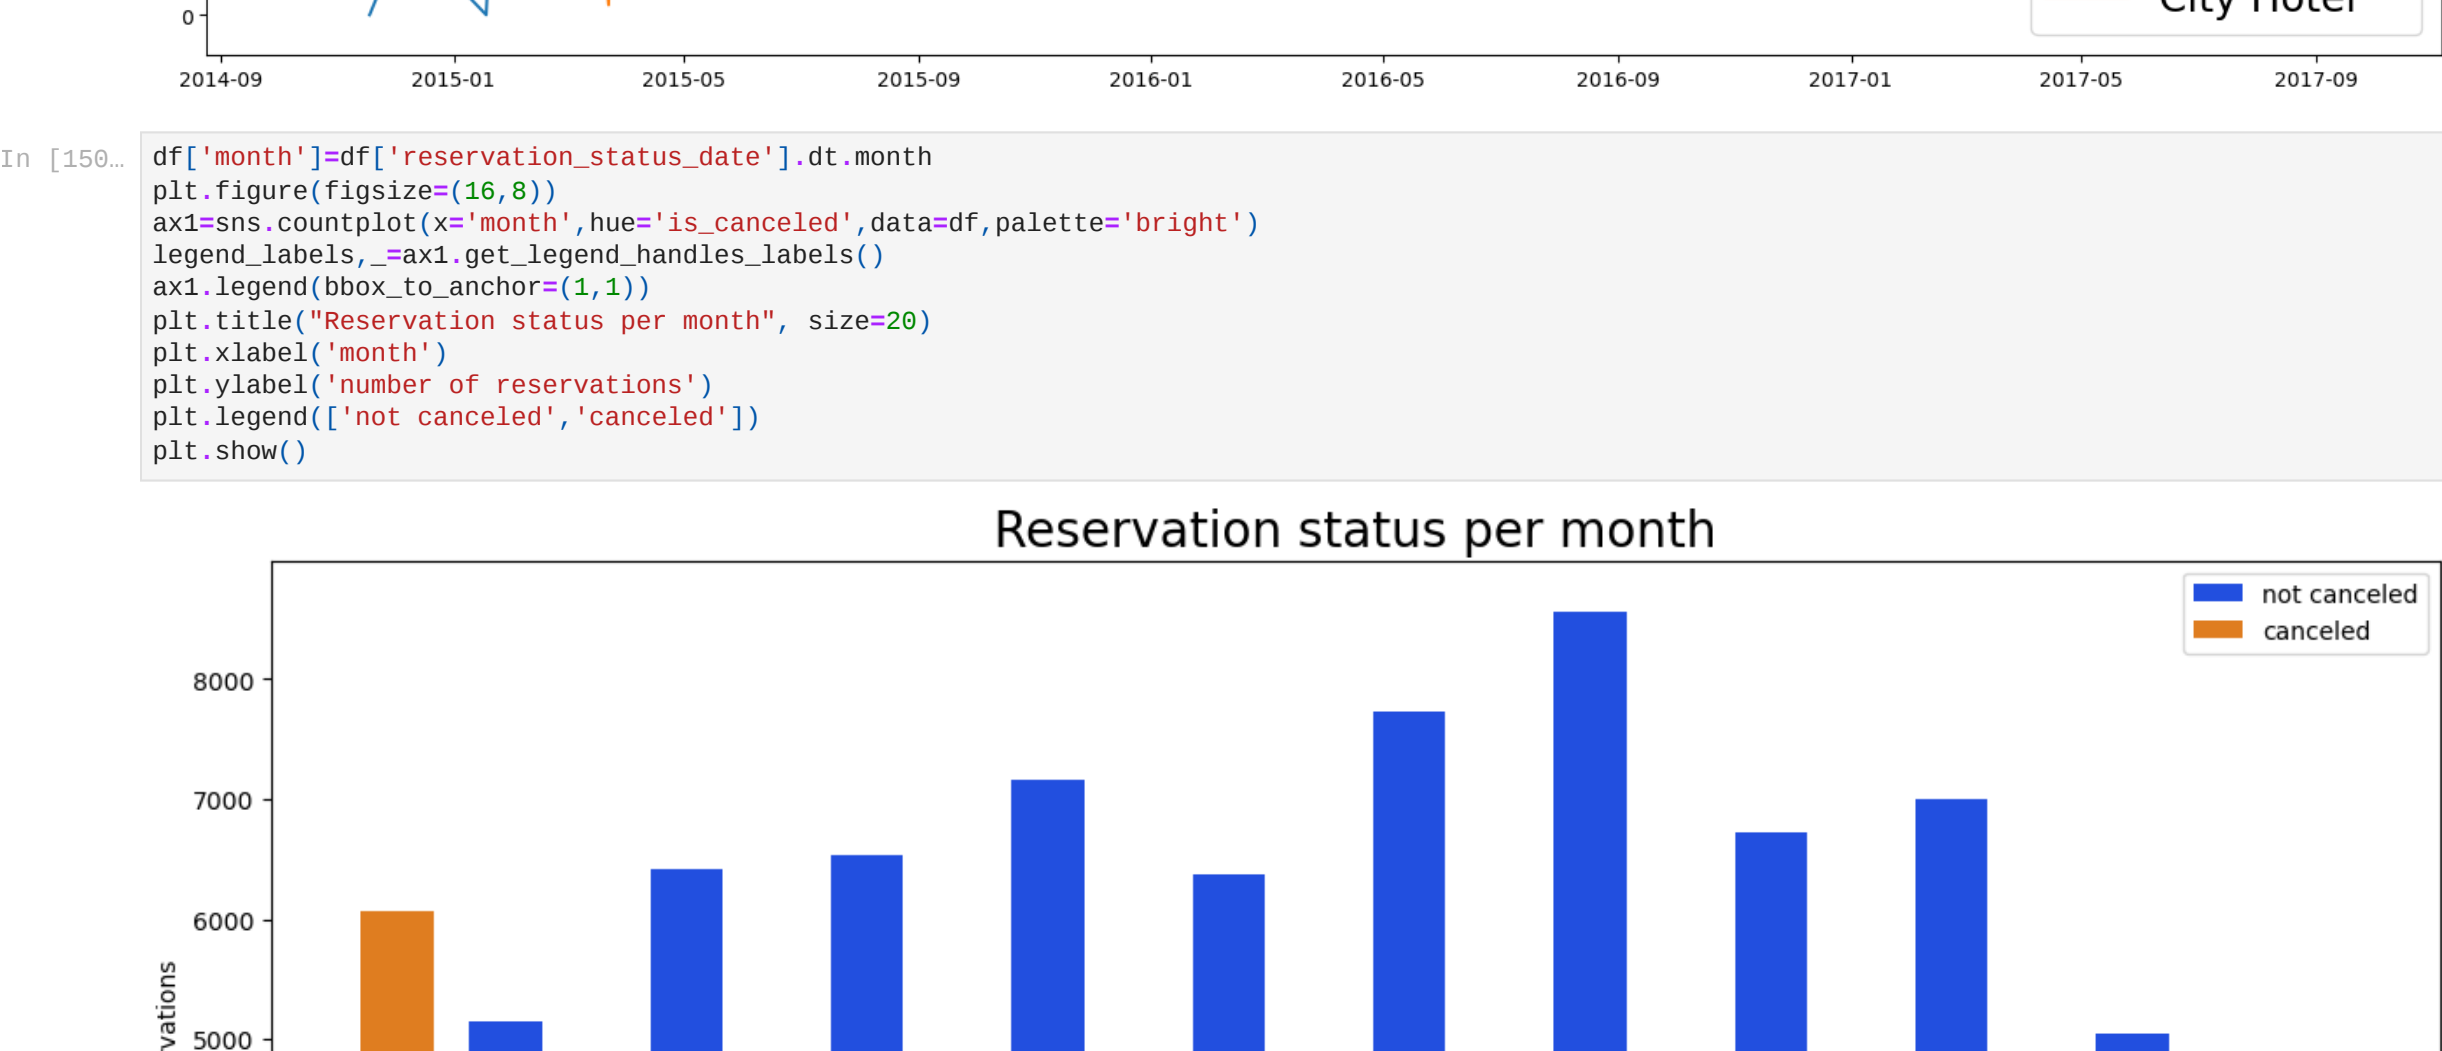 City Hotel
0
2014-09 2015-01 2015-05 2015-09 2016-01 2016-05 2016-09 2017-01 2017-05 2017-09
In [150…
df['month']=df['reservation_status_date'].dt.month
plt.figure(figsize=(16,8))
ax1=sns.countplot(x='month',hue='is_canceled',data=df,palette='bright')
legend_labels,_=ax1.get_legend_handles_labels()
ax1.legend(bbox_to_anchor=(1,1))
plt.title("Reservation status per month", size=20)
plt.xlabel('month')
plt.ylabel('number of reservations')
plt.legend(['not canceled','canceled'])
plt.show()
Reservation status per month
not canceled
canceled
8000
7000
6000
5000